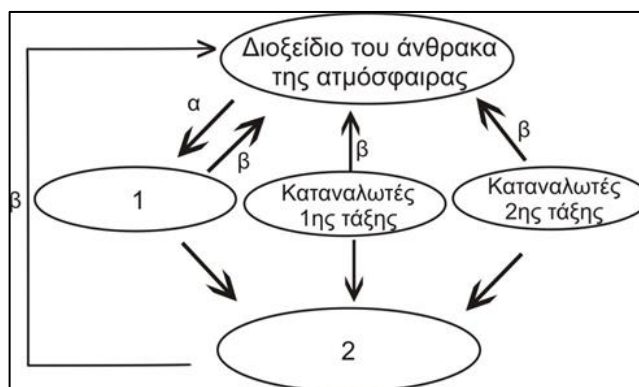 Διοξείδιο του άνθρακα
της ατμόσφαιρας
α
β
β
β
β
1
Καταναλωτές
1ης τάξης
Καταναλωτές
2ης τάξης
2